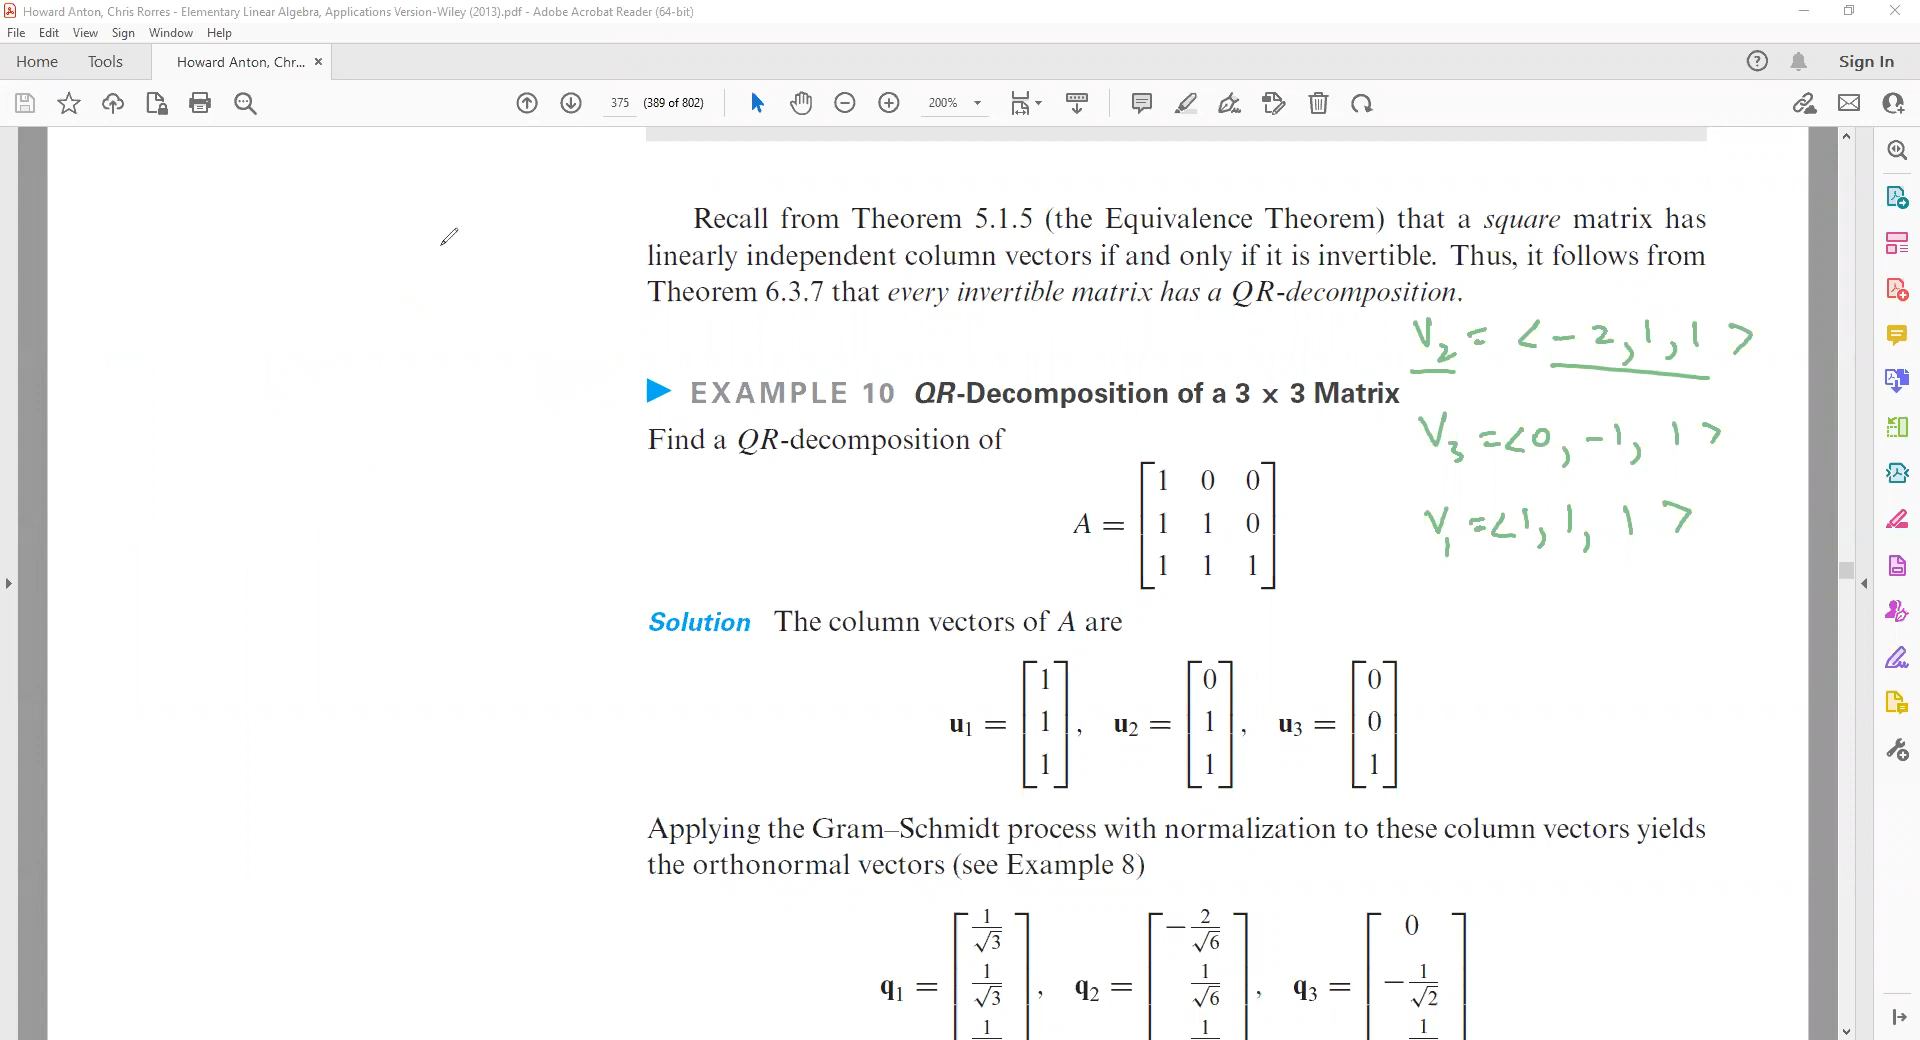 Howard Anton, Chris Rorres - Elementary Linear Algebra, Applications Version-Wiley (2013).pdf - Adobe Acrobat Reader (64-bit)
File Edit View Sign Window Help
Home Tools Howard Anton, Chr... × Sign In
375 (389 of 802) 200%
Recall from Theorem 5.1.5 (the Equivalence Theorem) that a square matrix has
linearly independent column vectors if and only if it is invertible. Thus, it follows from
Theorem 6.3.7 that every invertible matrix has a QR-decomposition.
V₂ = < -2, 1, 1 >
EXAMPLE 10 QR-Decomposition of a 3 × 3 Matrix
V₃ = <0, -1, 1 >
Find a QR-decomposition of
1 0 0
A = 1 1 0
1 1 1
V₁ = <1, 1, 1 >
Solution The column vectors of A are
1 0 0
u₁ = 1 , u₂ = 1 , u₃ = 0
1 1 1
Applying the Gram–Schmidt process with normalization to these column vectors yields
the orthonormal vectors (see Example 8)
1/√3 -2/√6 0
q₁ = 1/√3 , q₂ = 1/√6 , q₃ = -1/√2
1 1 1